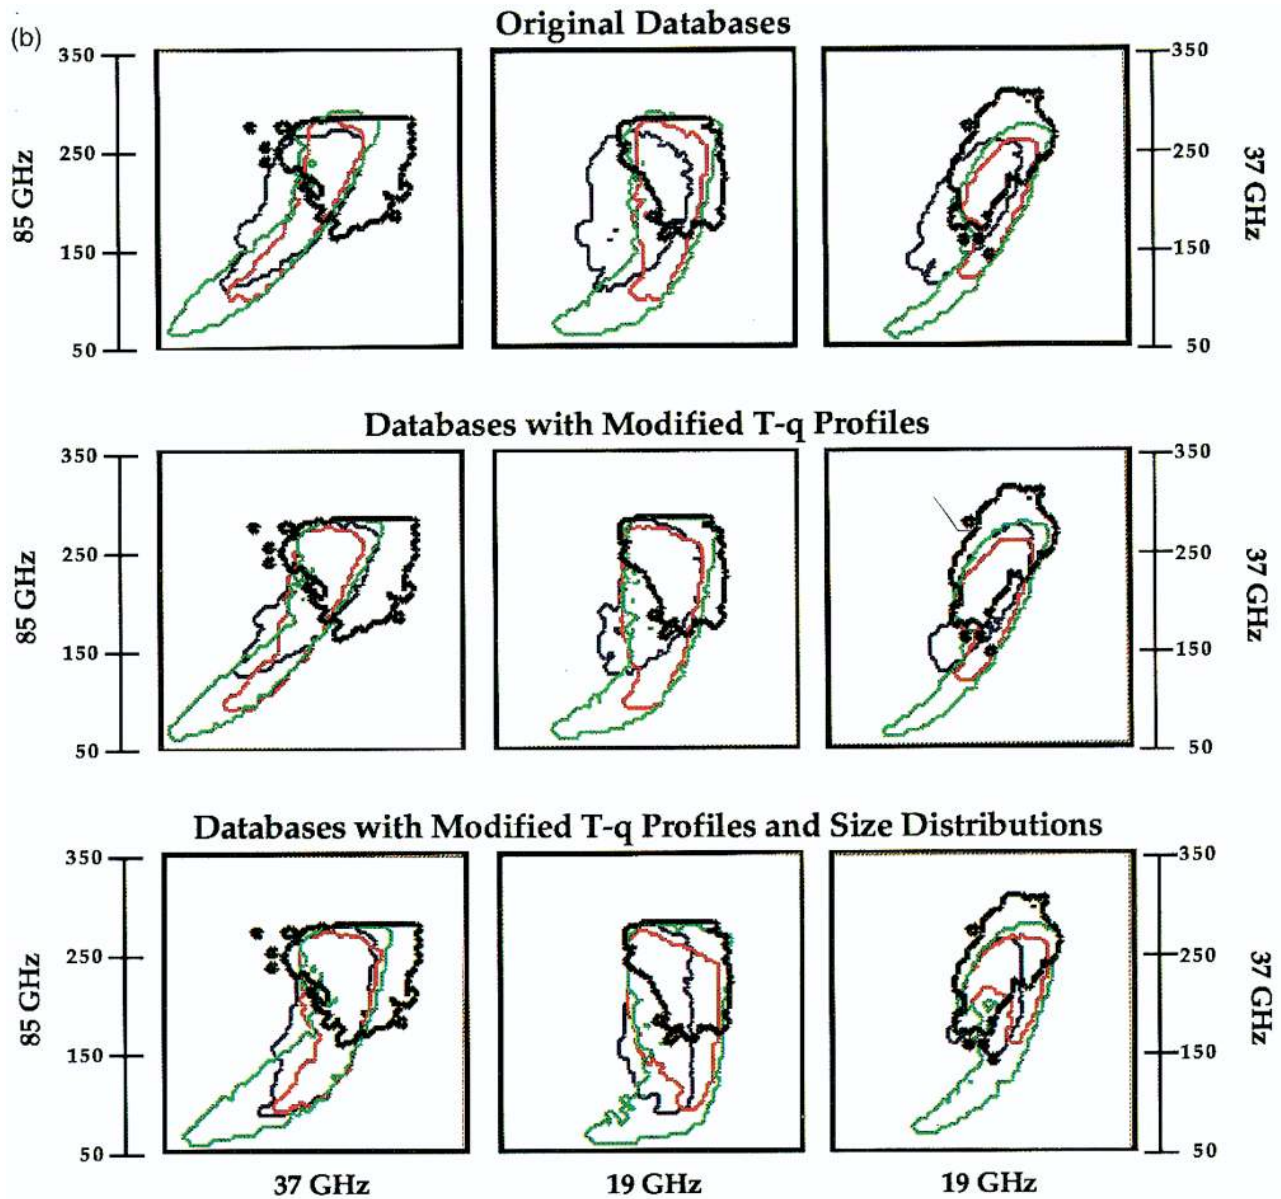 (b)
Original Databases
350
250
150
50
85 GHz
350
250
150
50
37 GHz
Databases with Modified T-q Profiles
350
250
150
50
85 GHz
350
250
150
50
37 GHz
Databases with Modified T-q Profiles and Size Distributions
350
250
150
50
85 GHz
350
250
150
50
37 GHz
37 GHz
19 GHz
19 GHz